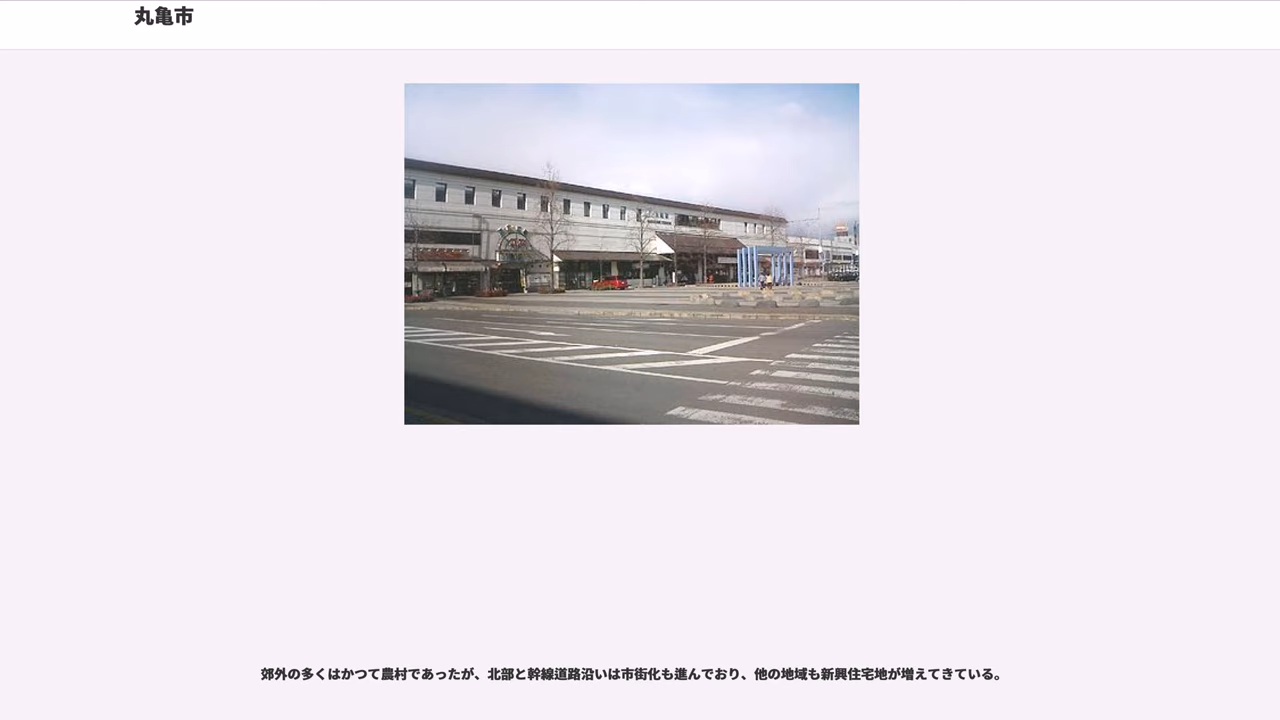 丸亀市
郊外の多くはかつて農村であったが、北部と幹線道路沿いは市街化も進んでおり、他の地域も新興住宅地が増えてきている。